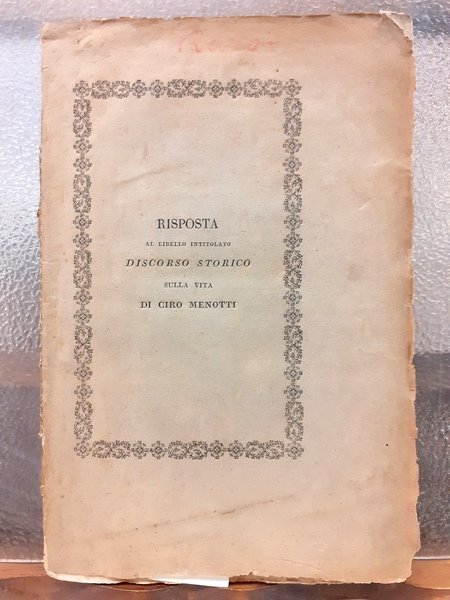 RISPOSTA
AL LIBELLO INTITOLATO
DISCORSO STORICO
SULLA VITA
DI CIRO MENOTTI